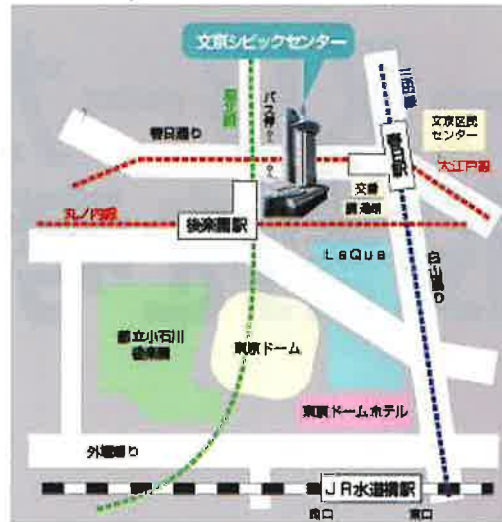 文京シビックセンター
三田線
南北線
バス停
春日通り
文京区民
センター
春日駅
大江戸線
交番
丸ノ内線
後楽園駅
LaQua
白山通り
都立小石川
後楽園
東京ドーム
東京ドームホテル
外堀通り
JR水道橋駅
西口
東口